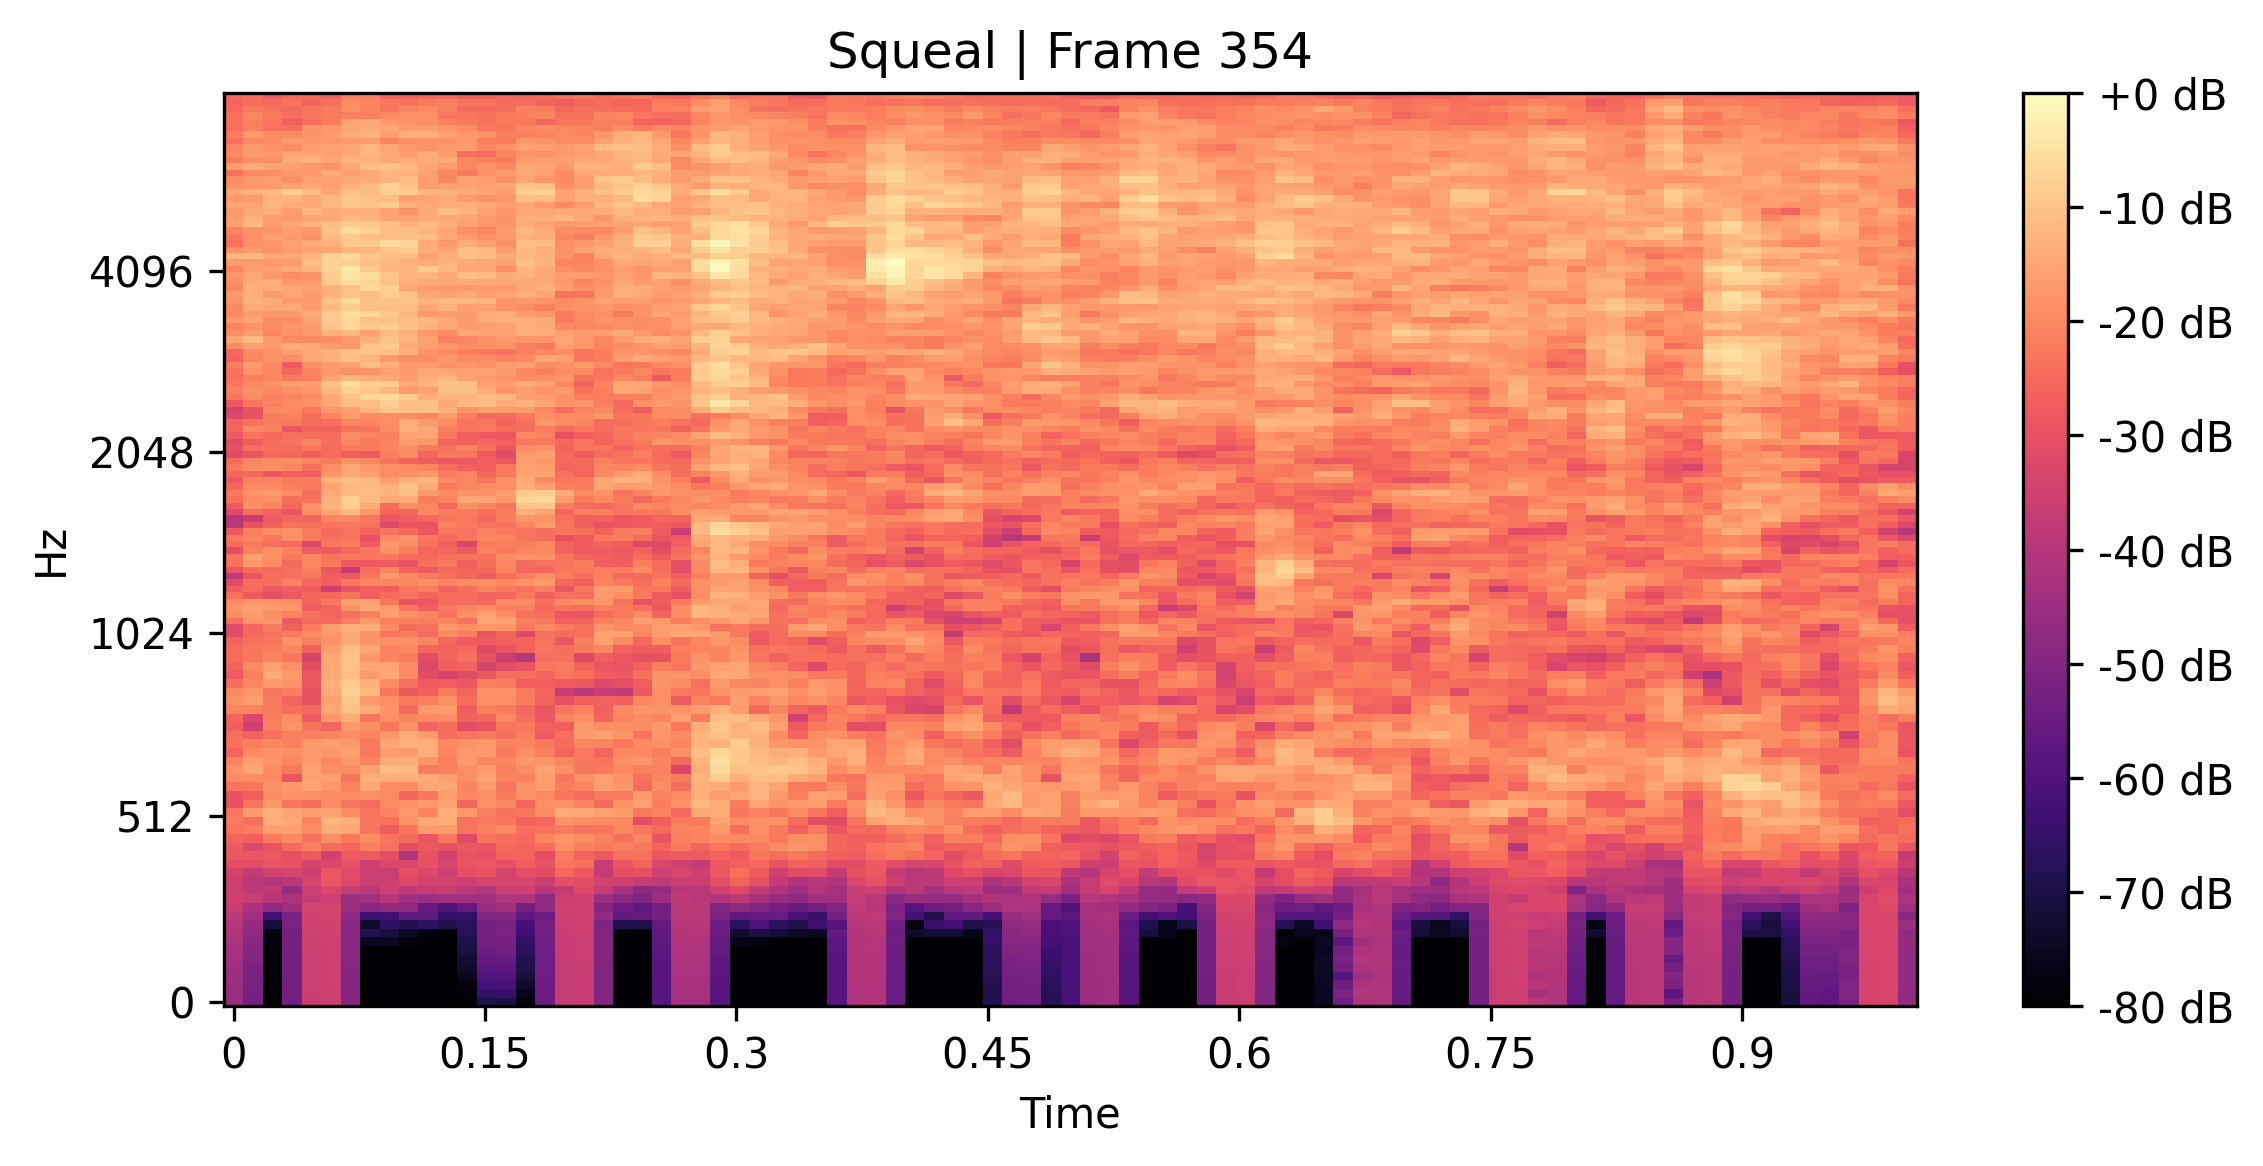 Squeal | Frame 354
Hz
4096
2048
1024
512
0
0 0.15 0.3 0.45 0.6 0.75 0.9
Time
+0 dB
-10 dB
-20 dB
-30 dB
-40 dB
-50 dB
-60 dB
-70 dB
-80 dB